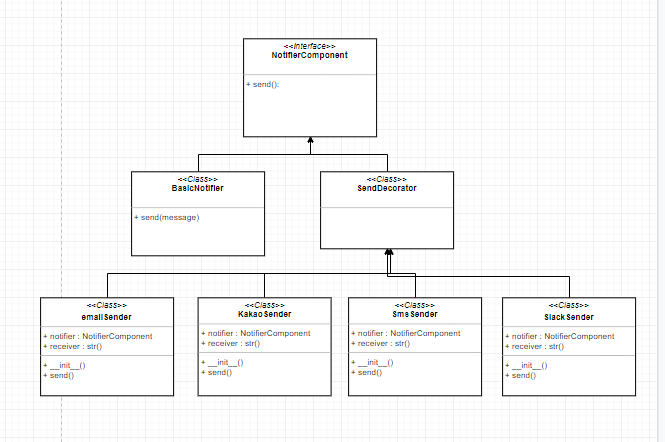 <<Interface>>
NotifierComponent
+ send():
<<Class>>
BasicNotifier
+ send(message)
<<Class>>
SendDecorator
<<Class>>
emailSender
+ notifier : NotifierComponent
+ receiver : str()
+ __init__()
+ send()
<<Class>>
KakaoSender
+ notifier : NotifierComponent
+ receiver : str()
+ __init__()
+ send()
<<Class>>
SmsSender
+ notifier : NotifierComponent
+ receiver : str()
+ __init__()
+ send()
<<Class>>
SlackSender
+ notifier : NotifierComponent
+ receiver : str()
+ __init__()
+ send()